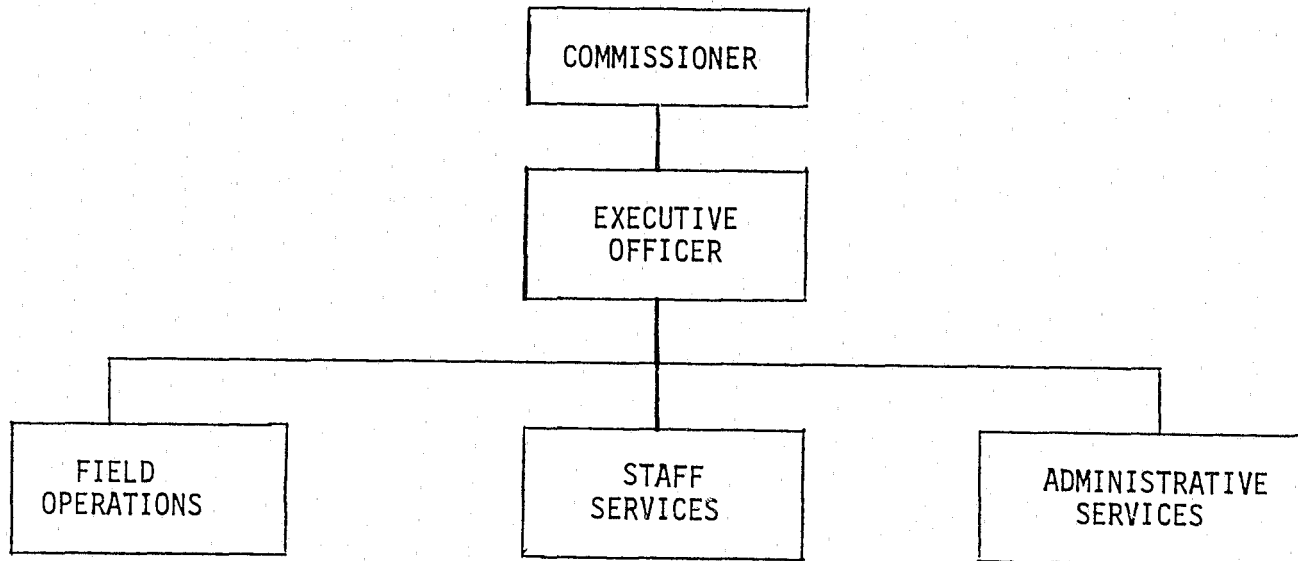 COMMISSIONER
EXECUTIVE
OFFICER
FIELD
OPERATIONS
STAFF
SERVICES
ADMINISTRATIVE
SERVICES